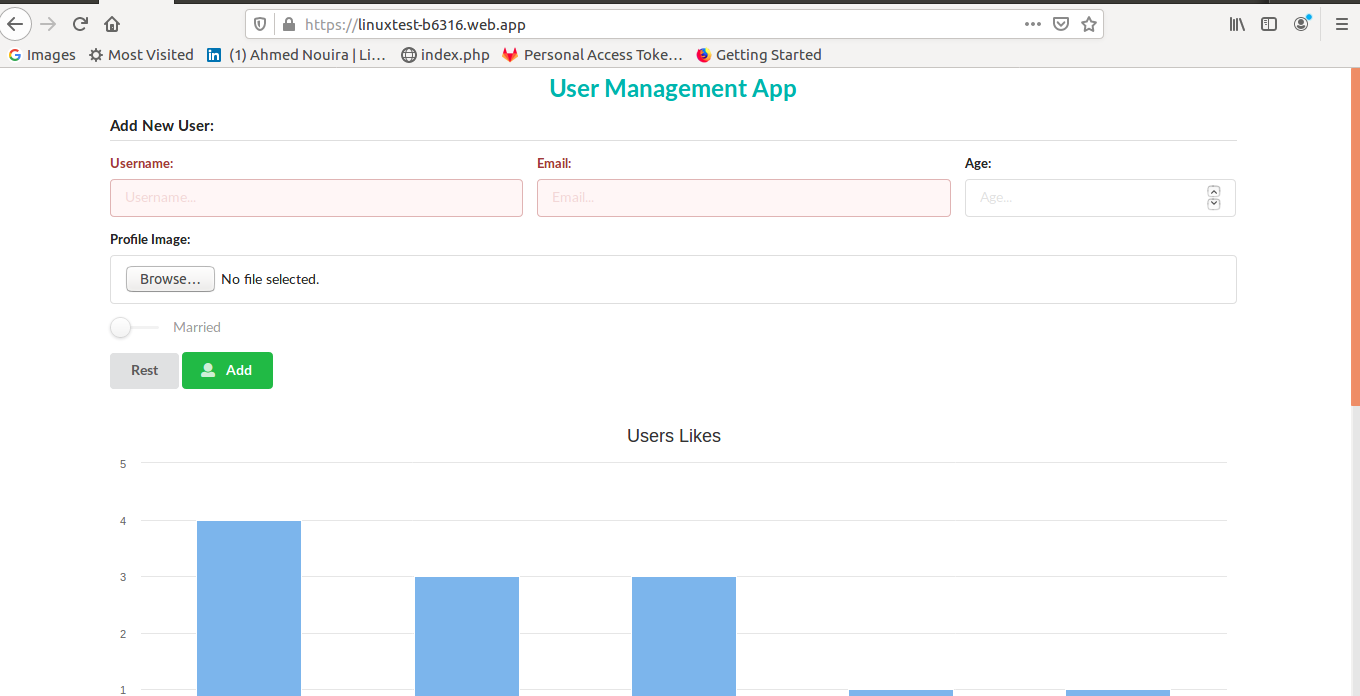 https://linuxtest-b6316.web.app
Images Most Visited (1) Ahmed Nouira | Li… index.php Personal Access Toke… Getting Started
User Management App
Add New User:
Username: Email: Age:
Username... Email... Age...
Profile Image:
Browse… No file selected.
Married
Rest Add
Users Likes
5
4
3
2
1